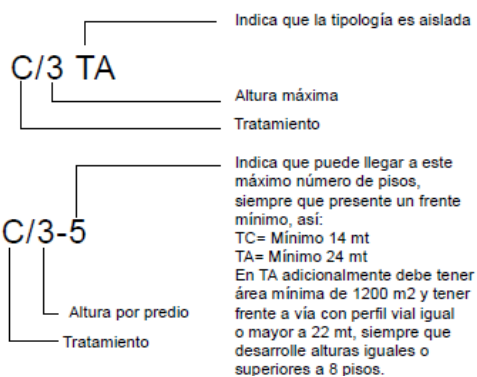 Indica que la tipología es aislada
C/3 TA
Altura máxima
Tratamiento
Indica que puede llegar a este
máximo número de pisos,
siempre que presente un frente
mínimo, así:
TC= Mínimo 14 mt
TA= Mínimo 24 mt
En TA adicionalmente debe tener
área mínima de 1200 m2 y tener
frente a vía con perfil vial igual
o mayor a 22 mt, siempre que
desarrolle alturas iguales o
superiores a 8 pisos.
C/3-5
Altura por predio
Tratamiento